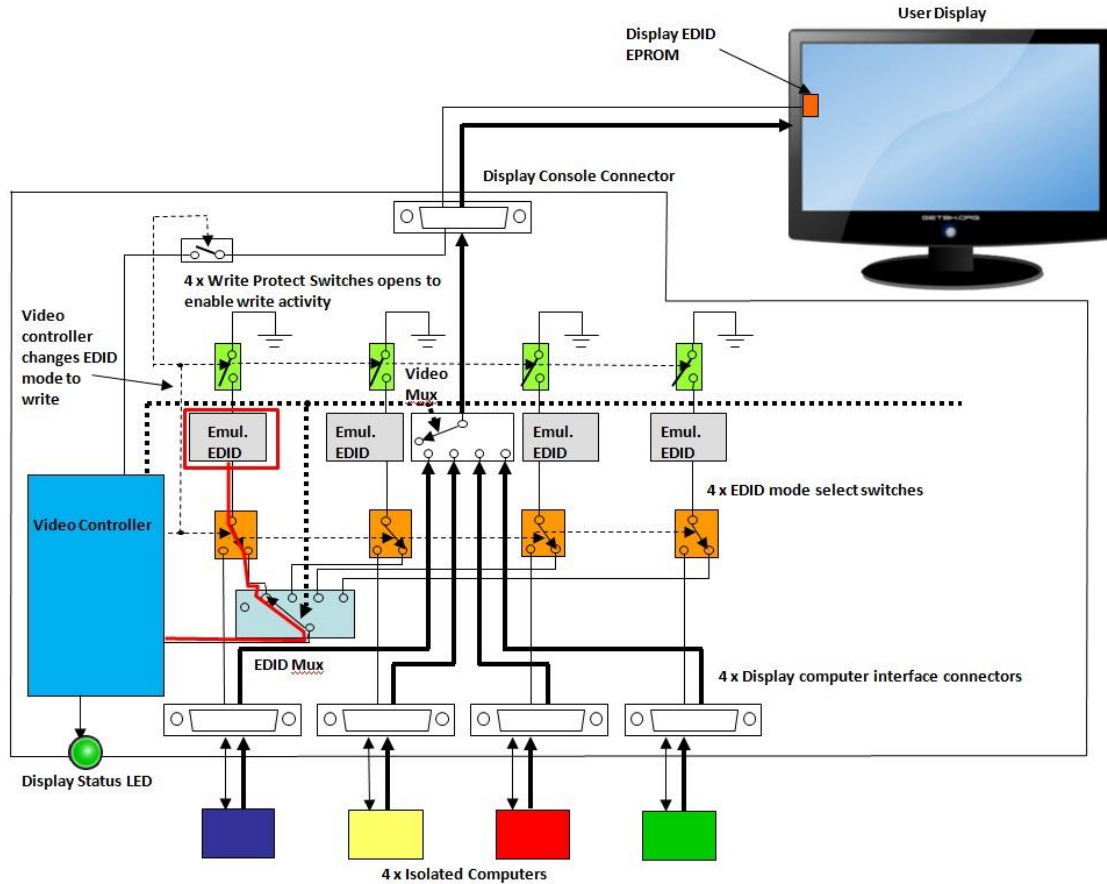 User Display
Display EDID
EPROM
Display Console Connector
4 x Write Protect Switches opens to
enable write activity
Video
controller
changes EDID
mode to
write
Video
Mux
Emul.
EDID
Emul.
EDID
Emul.
EDID
Emul.
EDID
4 x EDID mode select switches
Video Controller
EDID Mux
4 x Display computer interface connectors
Display Status LED
4 x Isolated Computers